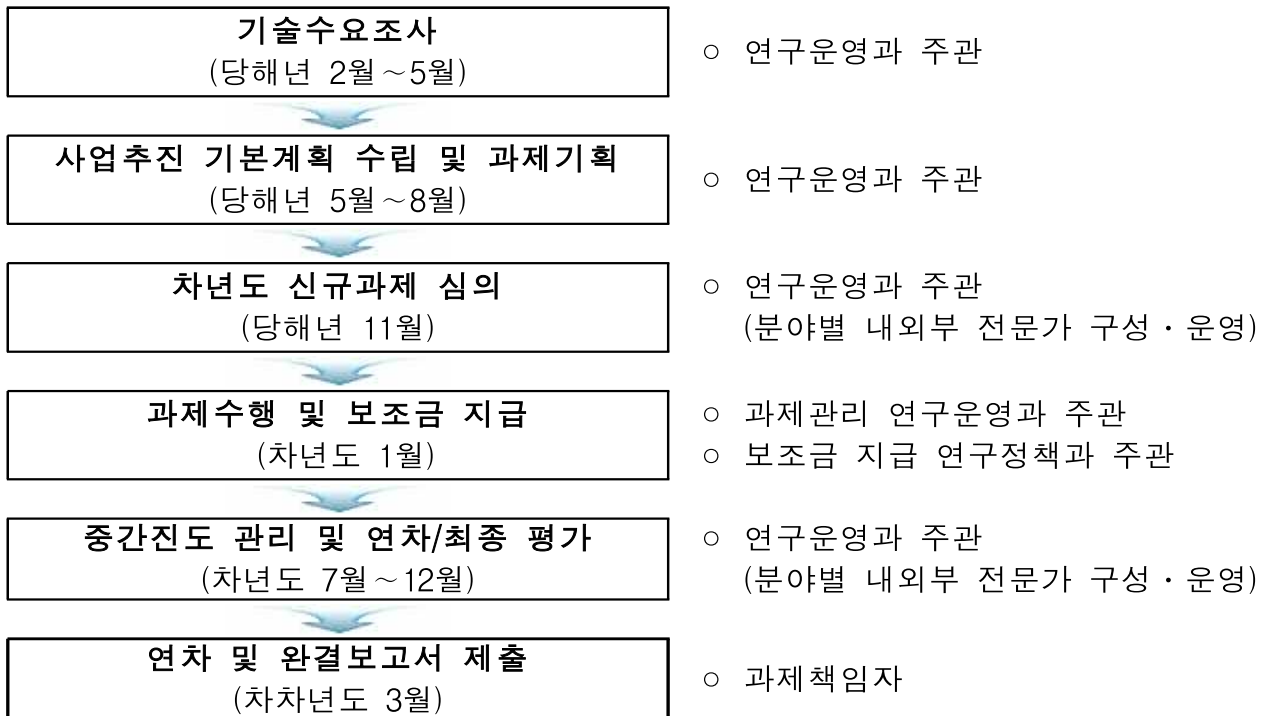 기술수요조사
(당해년 2월~5월)
○ 연구운영과 주관
사업추진 기본계획 수립 및 과제기획
(당해년 5월~8월)
○ 연구운영과 주관
차년도 신규과제 심의
(당해년 11월)
○ 연구운영과 주관
(분야별 내외부 전문가 구성·운영)
과제수행 및 보조금 지급
(차년도 1월)
○ 과제관리 연구운영과 주관
○ 보조금 지급 연구정책과 주관
중간진도 관리 및 연차/최종 평가
(차년도 7월~12월)
○ 연구운영과 주관
(분야별 내외부 전문가 구성·운영)
연차 및 완결보고서 제출
(차차년도 3월)
○ 과제책임자